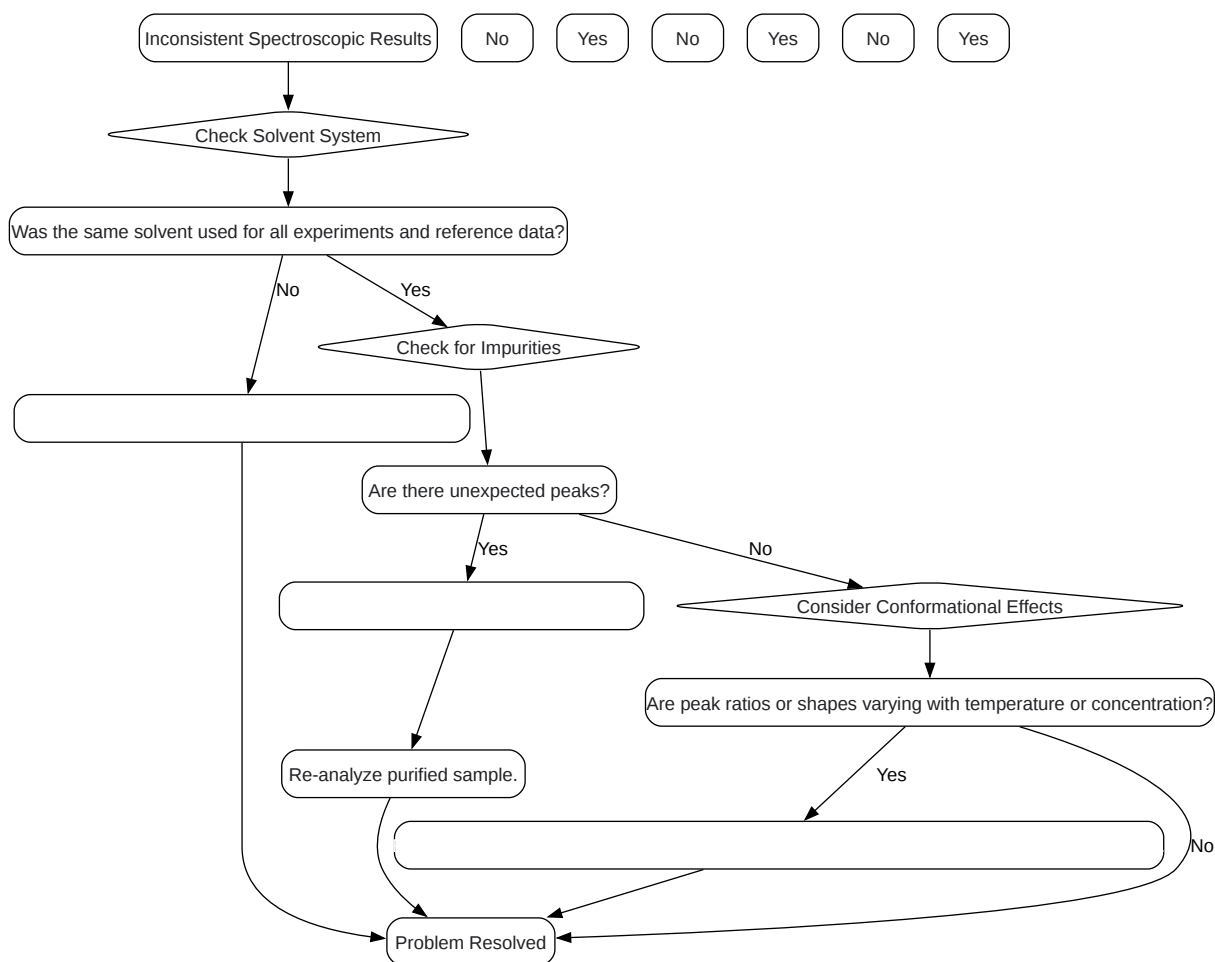 Inconsistent Spectroscopic Results
No
Yes
No
Yes
No
Yes
Check Solvent System
Was the same solvent used for all experiments and reference data?
No
Yes
Check for Impurities
Are there unexpected peaks?
Yes
No
Consider Conformational Effects
Are peak ratios or shapes varying with temperature or concentration?
Re-analyze purified sample.
Yes
No
Problem Resolved